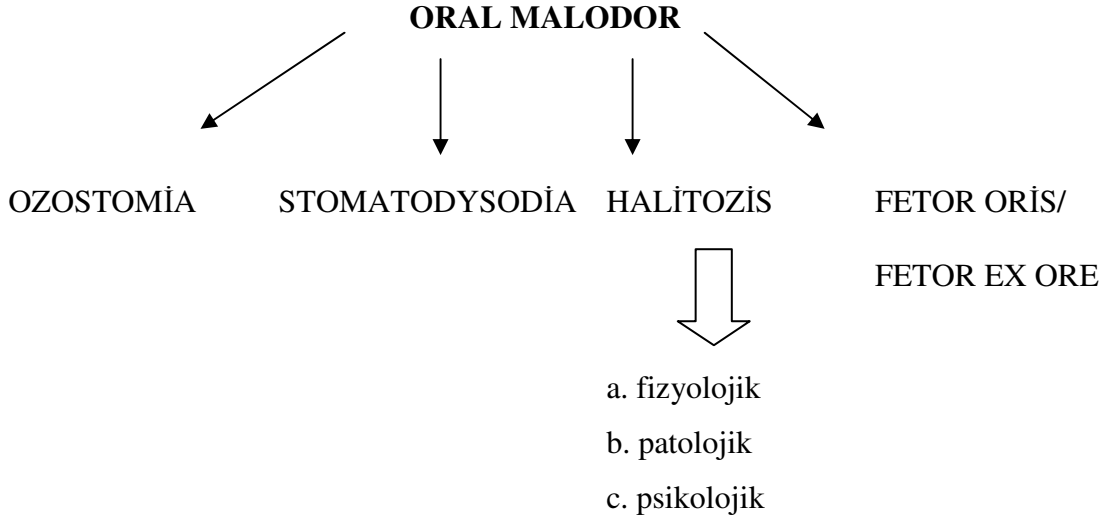 ORAL MALODOR
OZOSTOMİA STOMATODYSODİA HALİTOZİS FETOR ORİS/
FETOR EX ORE
a. fizyolojik
b. patolojik
c. psikolojik